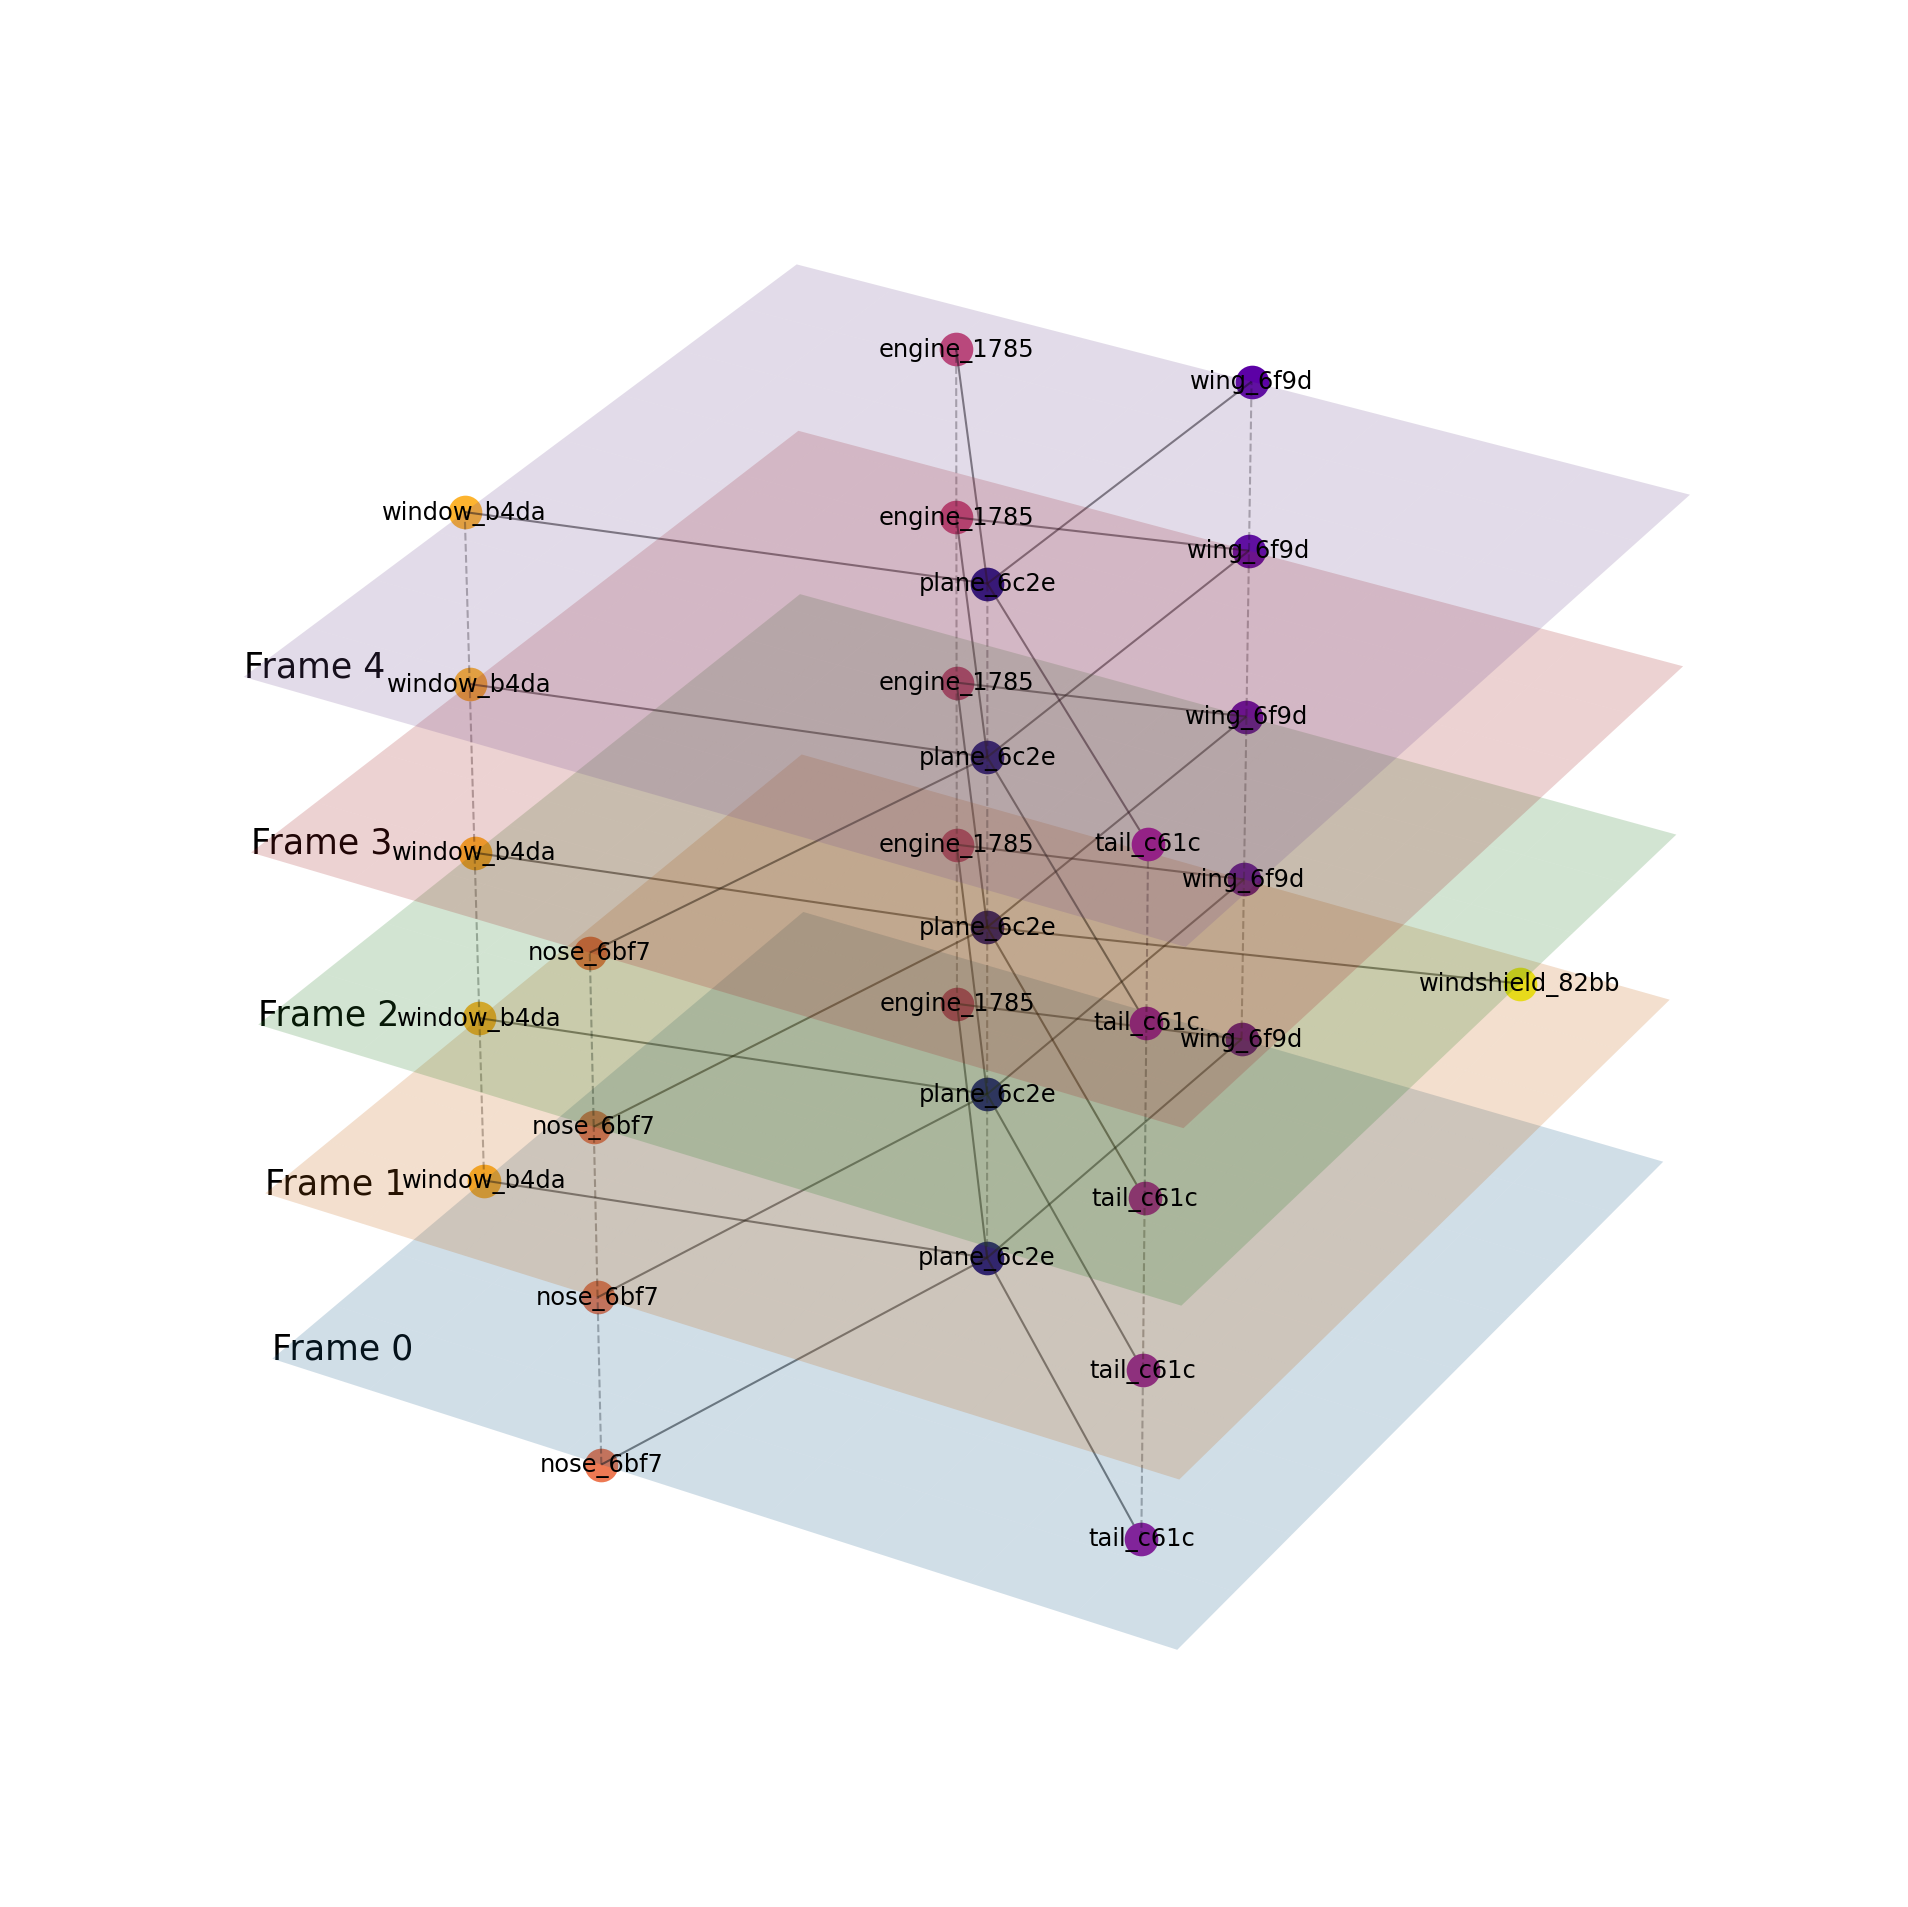 engine_1785
wing_6f9d
window_b4da
engine_1785
wing_6f9d
plane_6c2e
Frame 4
window_b4da
engine_1785
wing_6f9d
plane_6c2e
Frame 3
window_b4da
engine_1785
tail_c61c
wing_6f9d
plane_6c2e
nose_6bf7
windshield_82bb
Frame 2
window_b4da
engine_1785
tail_c61c
wing_6f9d
plane_6c2e
nose_6bf7
Frame 1
window_b4da
tail_c61c
plane_6c2e
nose_6bf7
Frame 0
tail_c61c
nose_6bf7
tail_c61c